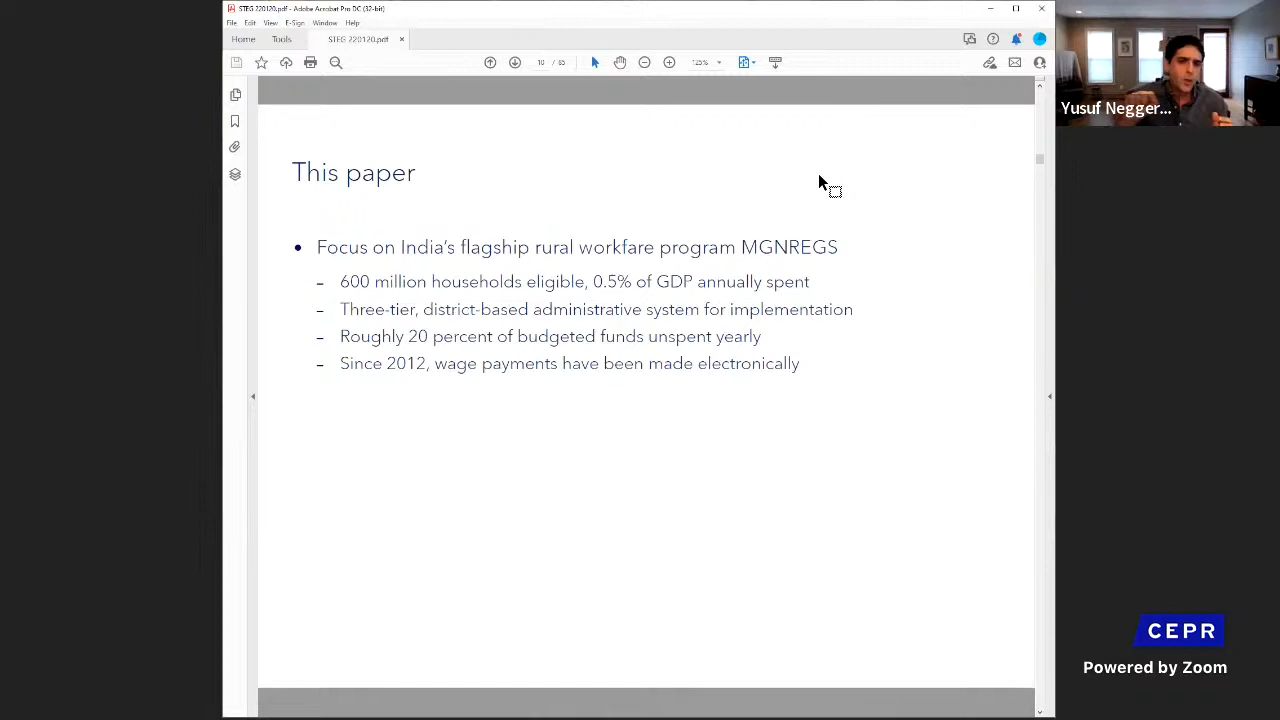 STEG 220120.pdf - Adobe Acrobat Pro DC (32-bit)
File Edit View E-Sign Window Help
Home Tools STEG 220120.pdf ×
10 / 85 125%
Yusuf Negger...
This paper
• Focus on India's flagship rural workfare program MGNREGS
– 600 million households eligible, 0.5% of GDP annually spent
– Three-tier, district-based administrative system for implementation
– Roughly 20 percent of budgeted funds unspent yearly
– Since 2012, wage payments have been made electronically
CEPR
Powered by Zoom